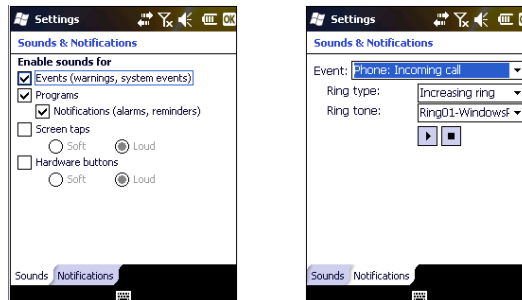 Settings
OK
Sounds & Notifications
Enable sounds for
Events (warnings, system events)
Programs
Notifications (alarms, reminders)
Screen taps
Soft Loud
Hardware buttons
Soft Loud
Sounds Notifications
Settings
Sounds & Notifications
Event: Phone: Incoming call
Ring type: Increasing ring
Ring tone: Ring01-WindowsF
Sounds Notifications